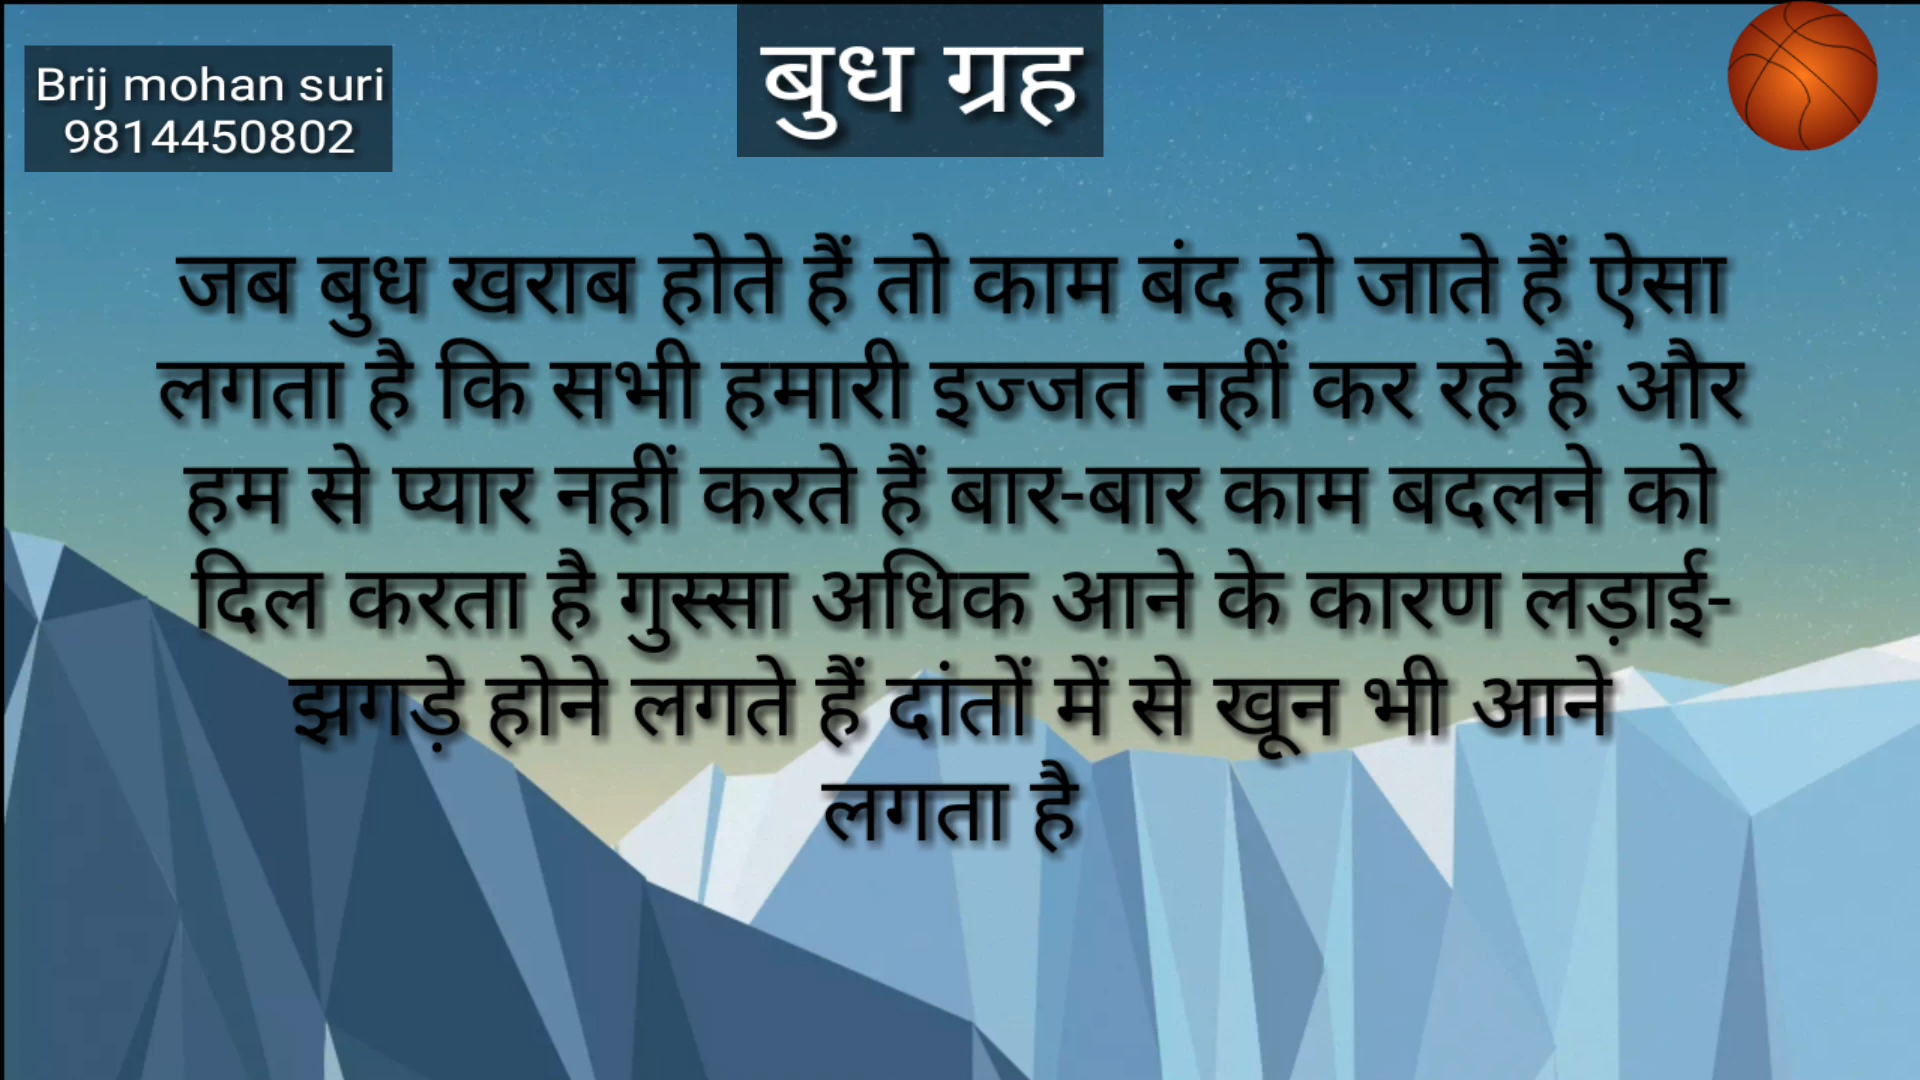 Brij mohan suri
9814450802
बुध ग्रह
जब बुध खराब होते हैं तो काम बंद हो जाते हैं ऐसा
लगता है कि सभी हमारी इज्जत नहीं कर रहे हैं और
हम से प्यार नहीं करते हैं बार-बार काम बदलने को
दिल करता है गुस्सा अधिक आने के कारण लड़ाई-
झगड़े होने लगते हैं दांतों में से खून भी आने
लगता है